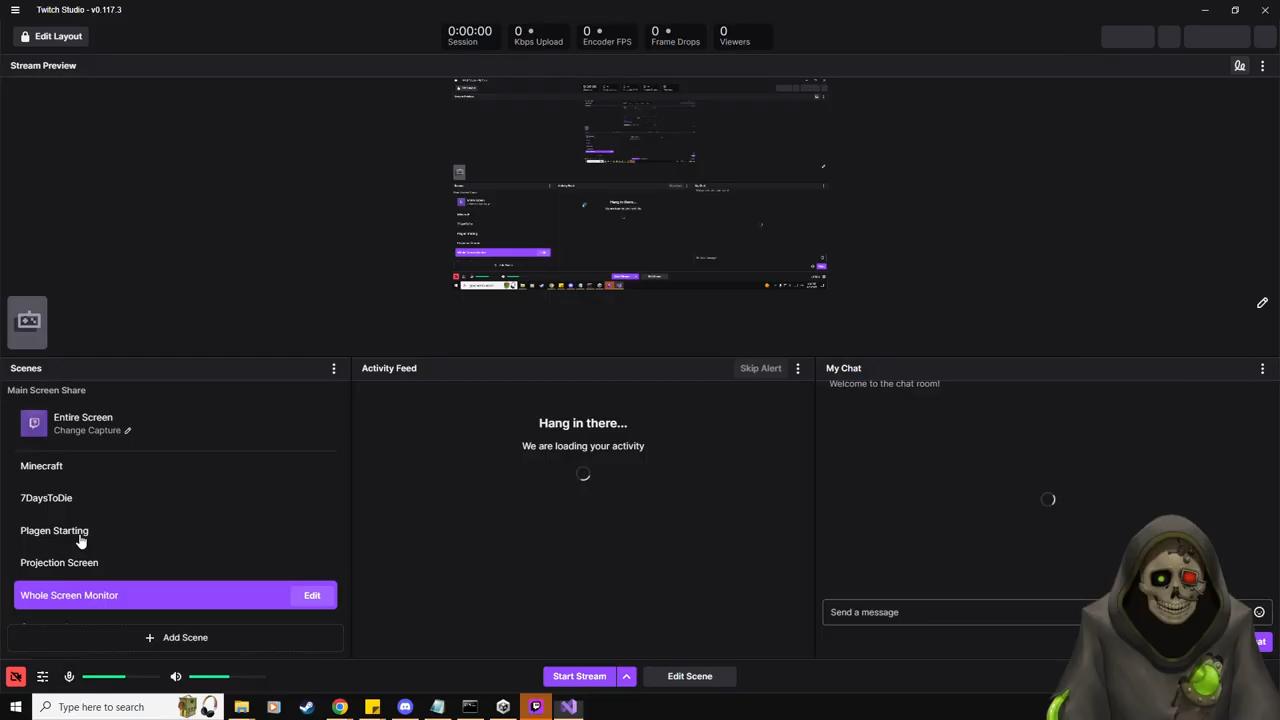 Twitch Studio - v0.117.3
Edit Layout
0:00:00
Session
0
Kbps Upload
0
Encoder FPS
0
Frame Drops
0
Viewers
Stream Preview
Scenes
Main Screen Share
Entire Screen
Change Capture
Minecraft
7DaysToDie
Plagen Starting
Projection Screen
Whole Screen Monitor
Edit
Add Scene
Activity Feed
Skip Alert
Hang in there...
We are loading your activity
My Chat
Welcome to the chat room!
Send a message
Start Stream
Edit Scene
Type here to search